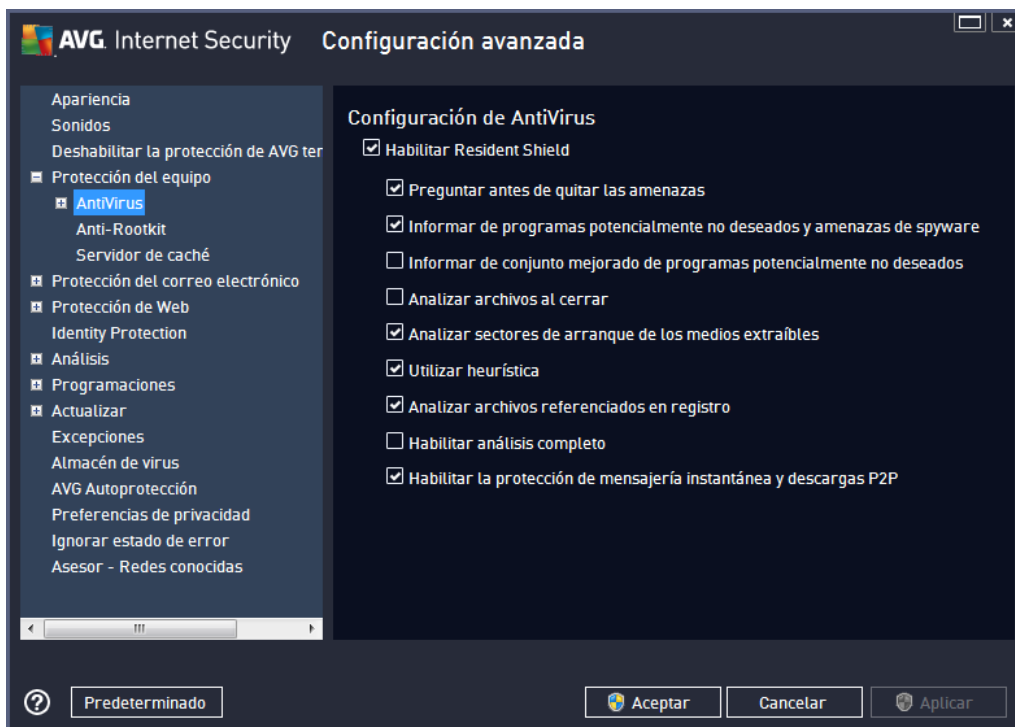 AVG. Internet Security Configuración avanzada
Apariencia
Sonidos
Deshabilitar la protección de AVG ter
Protección del equipo
AntiVirus
Anti-Rootkit
Servidor de caché
Protección del correo electrónico
Protección de Web
Identity Protection
Análisis
Programaciones
Actualizar
Excepciones
Almacén de virus
AVG Autoprotección
Preferencias de privacidad
Ignorar estado de error
Asesor - Redes conocidas
Configuración de AntiVirus
Habilitar Resident Shield
Preguntar antes de quitar las amenazas
Informar de programas potencialmente no deseados y amenazas de spyware
Informar de conjunto mejorado de programas potencialmente no deseados
Analizar archivos al cerrar
Analizar sectores de arranque de los medios extraíbles
Utilizar heurística
Analizar archivos referenciados en registro
Habilitar análisis completo
Habilitar la protección de mensajería instantánea y descargas P2P
Predeterminado
Aceptar
Cancelar
Aplicar